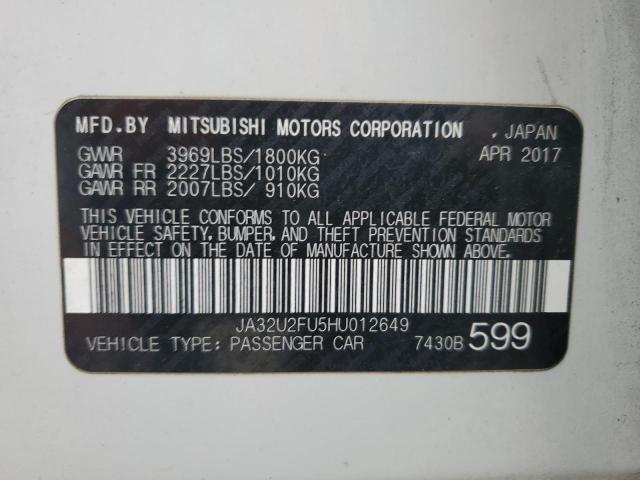 MFD.BY MITSUBISHI MOTORS CORPORATION . JAPAN
GVWR 3969LBS/1800KG APR 2017
GAWR FR 2227LBS/1010KG
GAWR RR 2007LBS/ 910KG
THIS VEHICLE CONFORMS TO ALL APPLICABLE FEDERAL MOTOR
VEHICLE SAFETY, BUMPER, AND THEFT PREVENTION STANDARDS
IN EFFECT ON THE DATE OF MANUFACTURE SHOWN ABOVE.
JA32U2FU5HU012649
VEHICLE TYPE: PASSENGER CAR 7430B 599